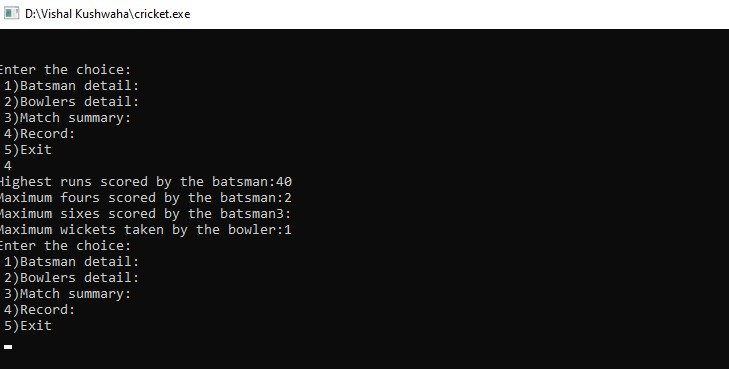 D:\Vishal Kushwaha\cricket.exe
Enter the choice:
1)Batsman detail:
2)Bowlers detail:
3)Match summary:
4)Record:
5)Exit
4
Highest runs scored by the batsman:40
Maximum fours scored by the batsman:2
Maximum sixes scored by the batsman3:
Maximum wickets taken by the bowler:1
Enter the choice:
1)Batsman detail:
2)Bowlers detail:
3)Match summary:
4)Record:
5)Exit